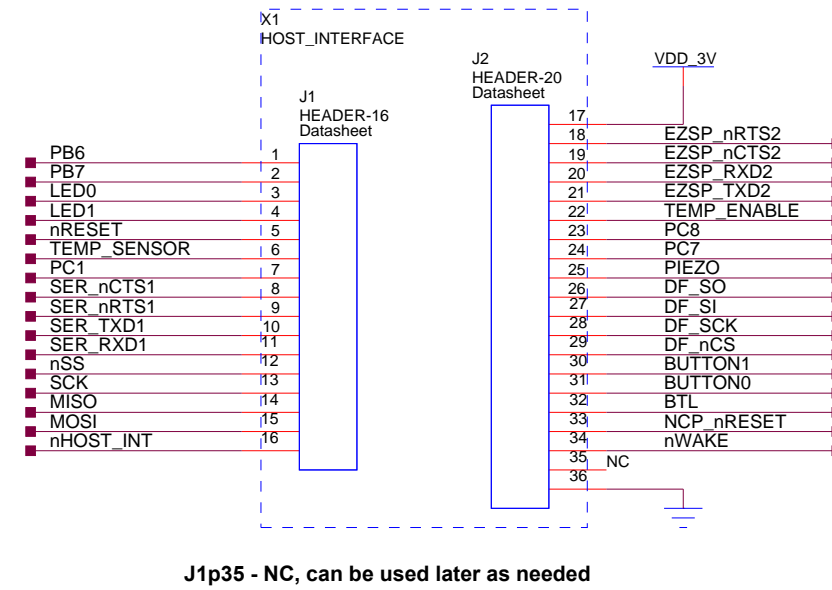 X1
HOST_INTERFACE
J1
HEADER-16
Datasheet
J2
HEADER-20
Datasheet
VDD_3V
PB6 1
PB7 2
LED0 3
LED1 4
nRESET 5
TEMP_SENSOR 6
PC1 7
SER_nCTS1 8
SER_nRTS1 9
SER_TXD1 10
SER_RXD1 11
nSS 12
SCK 13
MISO 14
MOSI 15
nHOST_INT 16
17
18 EZSP_nRTS2
19 EZSP_nCTS2
20 EZSP_RXD2
21 EZSP_TXD2
22 TEMP_ENABLE
23 PC8
24 PC7
25 PIEZO
26 DF_SO
27 DF_SI
28 DF_SCK
29 DF_nCS
30 BUTTON1
31 BUTTON0
32 BTL
33 NCP_nRESET
34 nWAKE
35 NC
36
J1p35 - NC, can be used later as needed